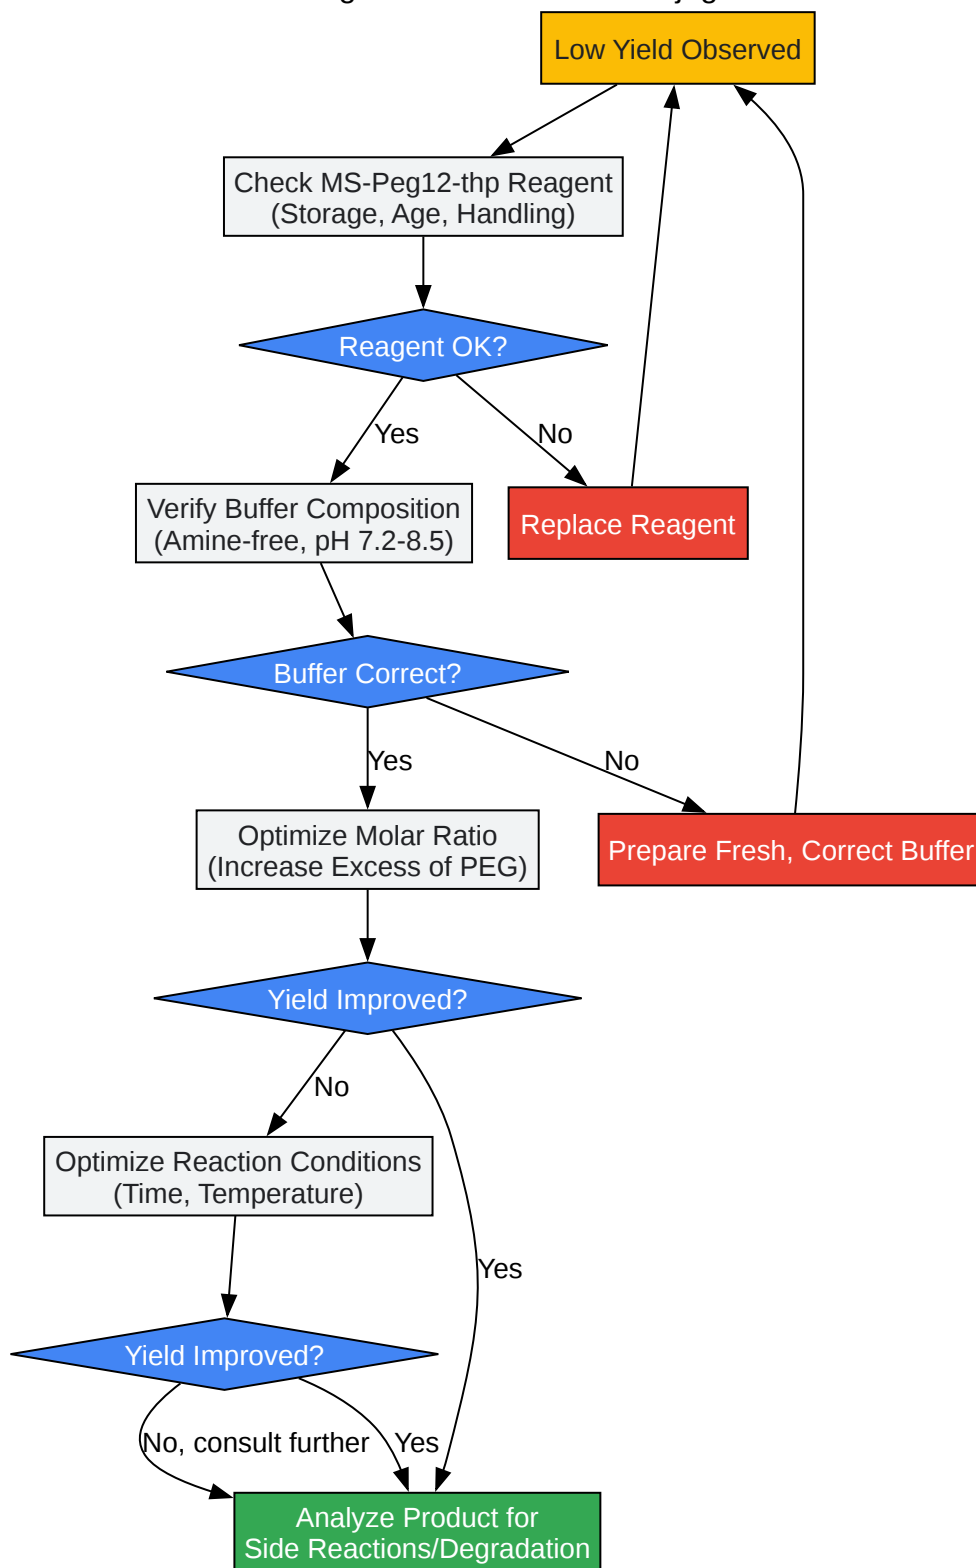 Low Yield Observed
Check MS-Peg12-thp Reagent
(Storage, Age, Handling)
Reagent OK?
Yes
No
Verify Buffer Composition
(Amine-free, pH 7.2-8.5)
Replace Reagent
Buffer Correct?
Yes
No
Optimize Molar Ratio
(Increase Excess of PEG)
Prepare Fresh, Correct Buffer
Yield Improved?
No
Optimize Reaction Conditions
(Time, Temperature)
Yes
Yield Improved?
No, consult further
Yes
Analyze Product for
Side Reactions/Degradation